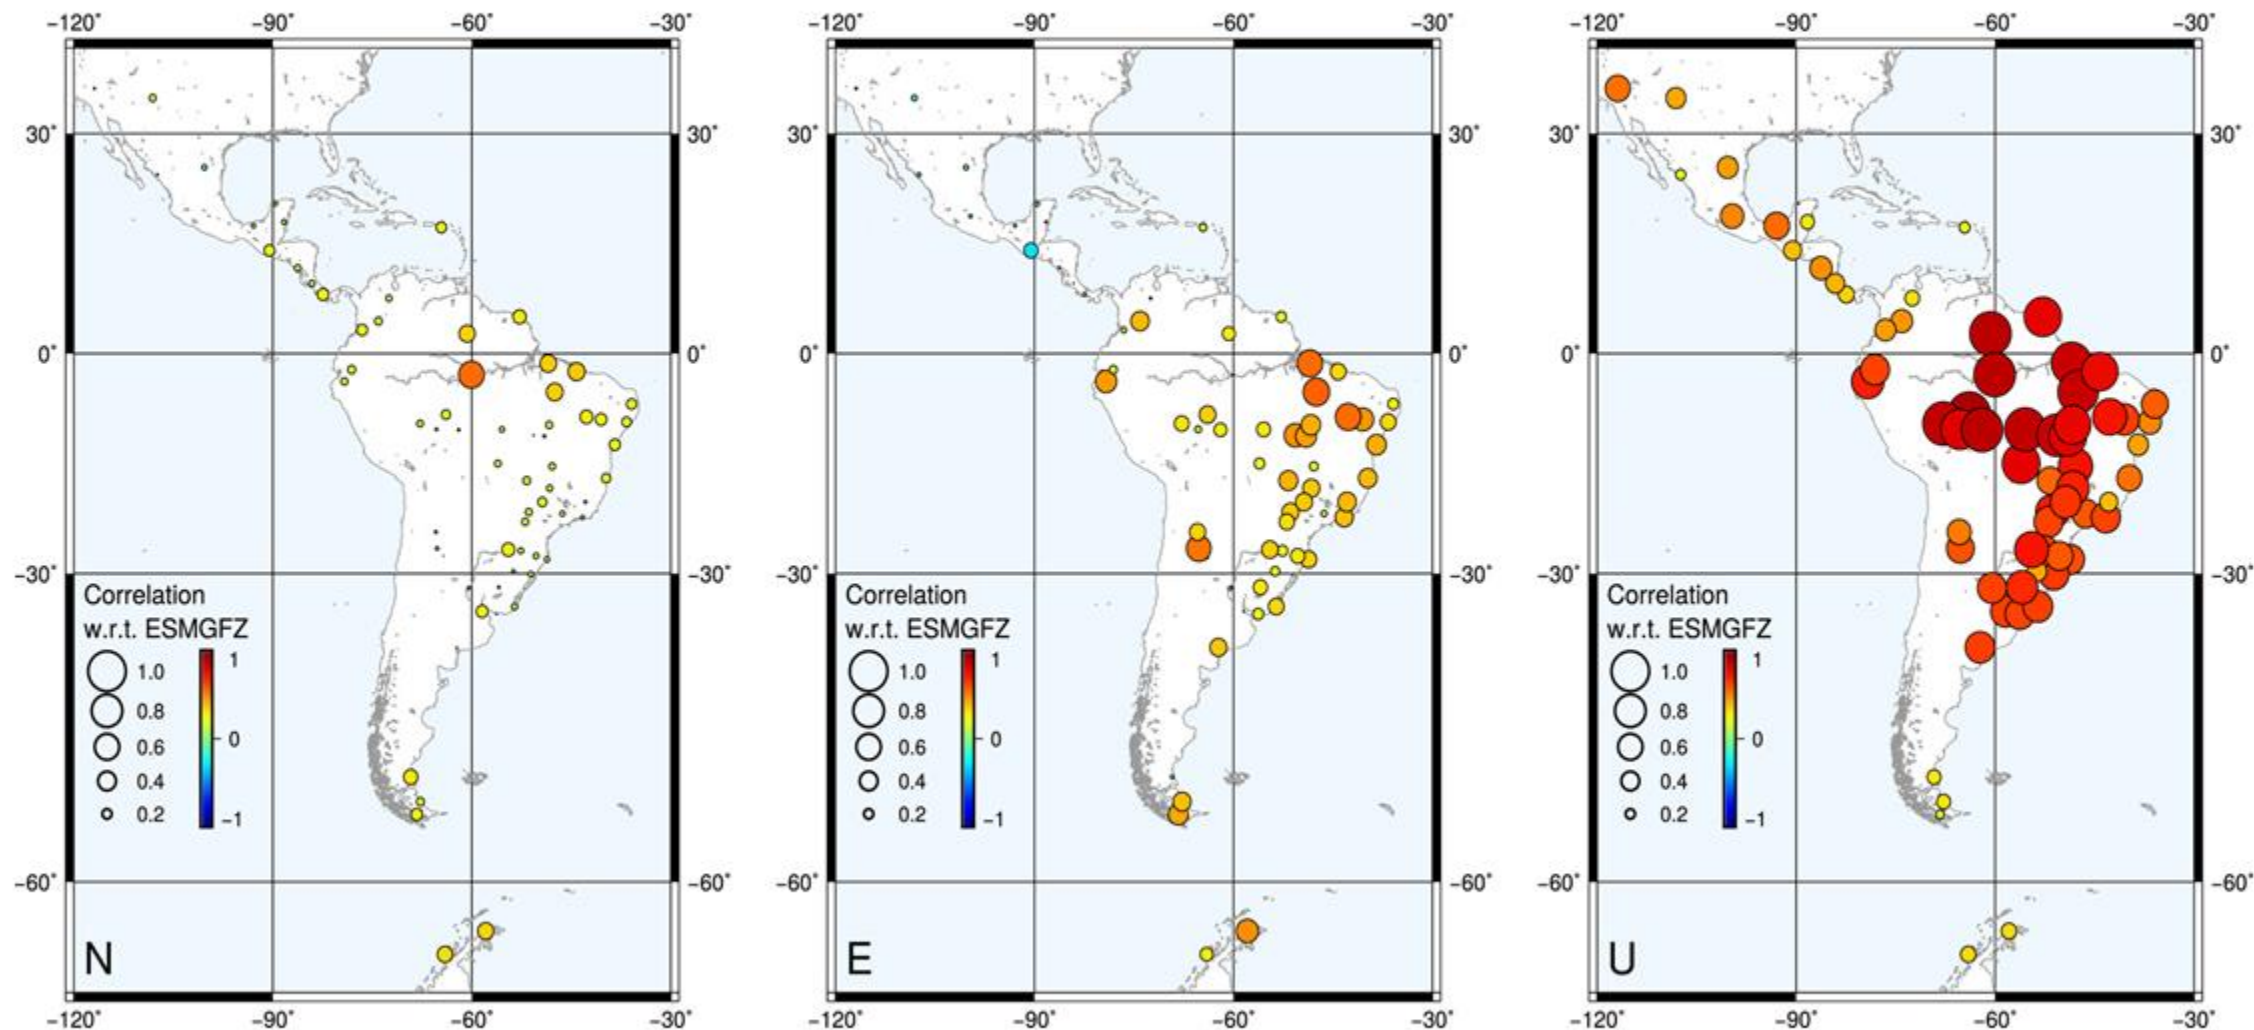 −120° −90° −60° −30° −120° −90° −60° −30° −120° −90° −60° −30°
30° 30° 30° 30° 30° 30°
0° 0° 0° 0° 0° 0°
−30° −30° −30° −30° −30° −30°
Correlation Correlation Correlation
w.r.t. ESMGFZ w.r.t. ESMGFZ w.r.t. ESMGFZ
1.0 1 1.0 1 1.0 1
0.8 0.8 0.8
0.6 0 0.6 0 0.6 0
0.4 0.4 0.4
0.2 −1 0.2 −1 0.2 −1
−60° −60° −60° −60° −60° −60°
N E U
−120° −90° −60° −30° −120° −90° −60° −30° −120° −90° −60° −30°